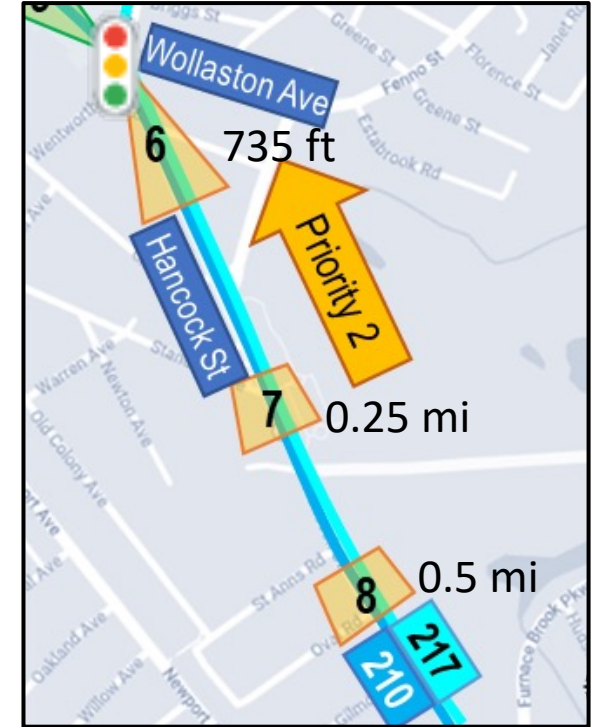 Briggs St
Greene St
Fenno St
Florence St
Janet Rd
Greene St
Estabrook Rd
Wollaston Ave
6
735 ft
Priority 2
Hancock St
Warren Ave
Newton Ave
Old Colony Ave
7
0.25 mi
St Anns Rd
8
0.5 mi
217
210
Furnace Brook Pkwy
Oakland Ave
Willow Ave
Newport